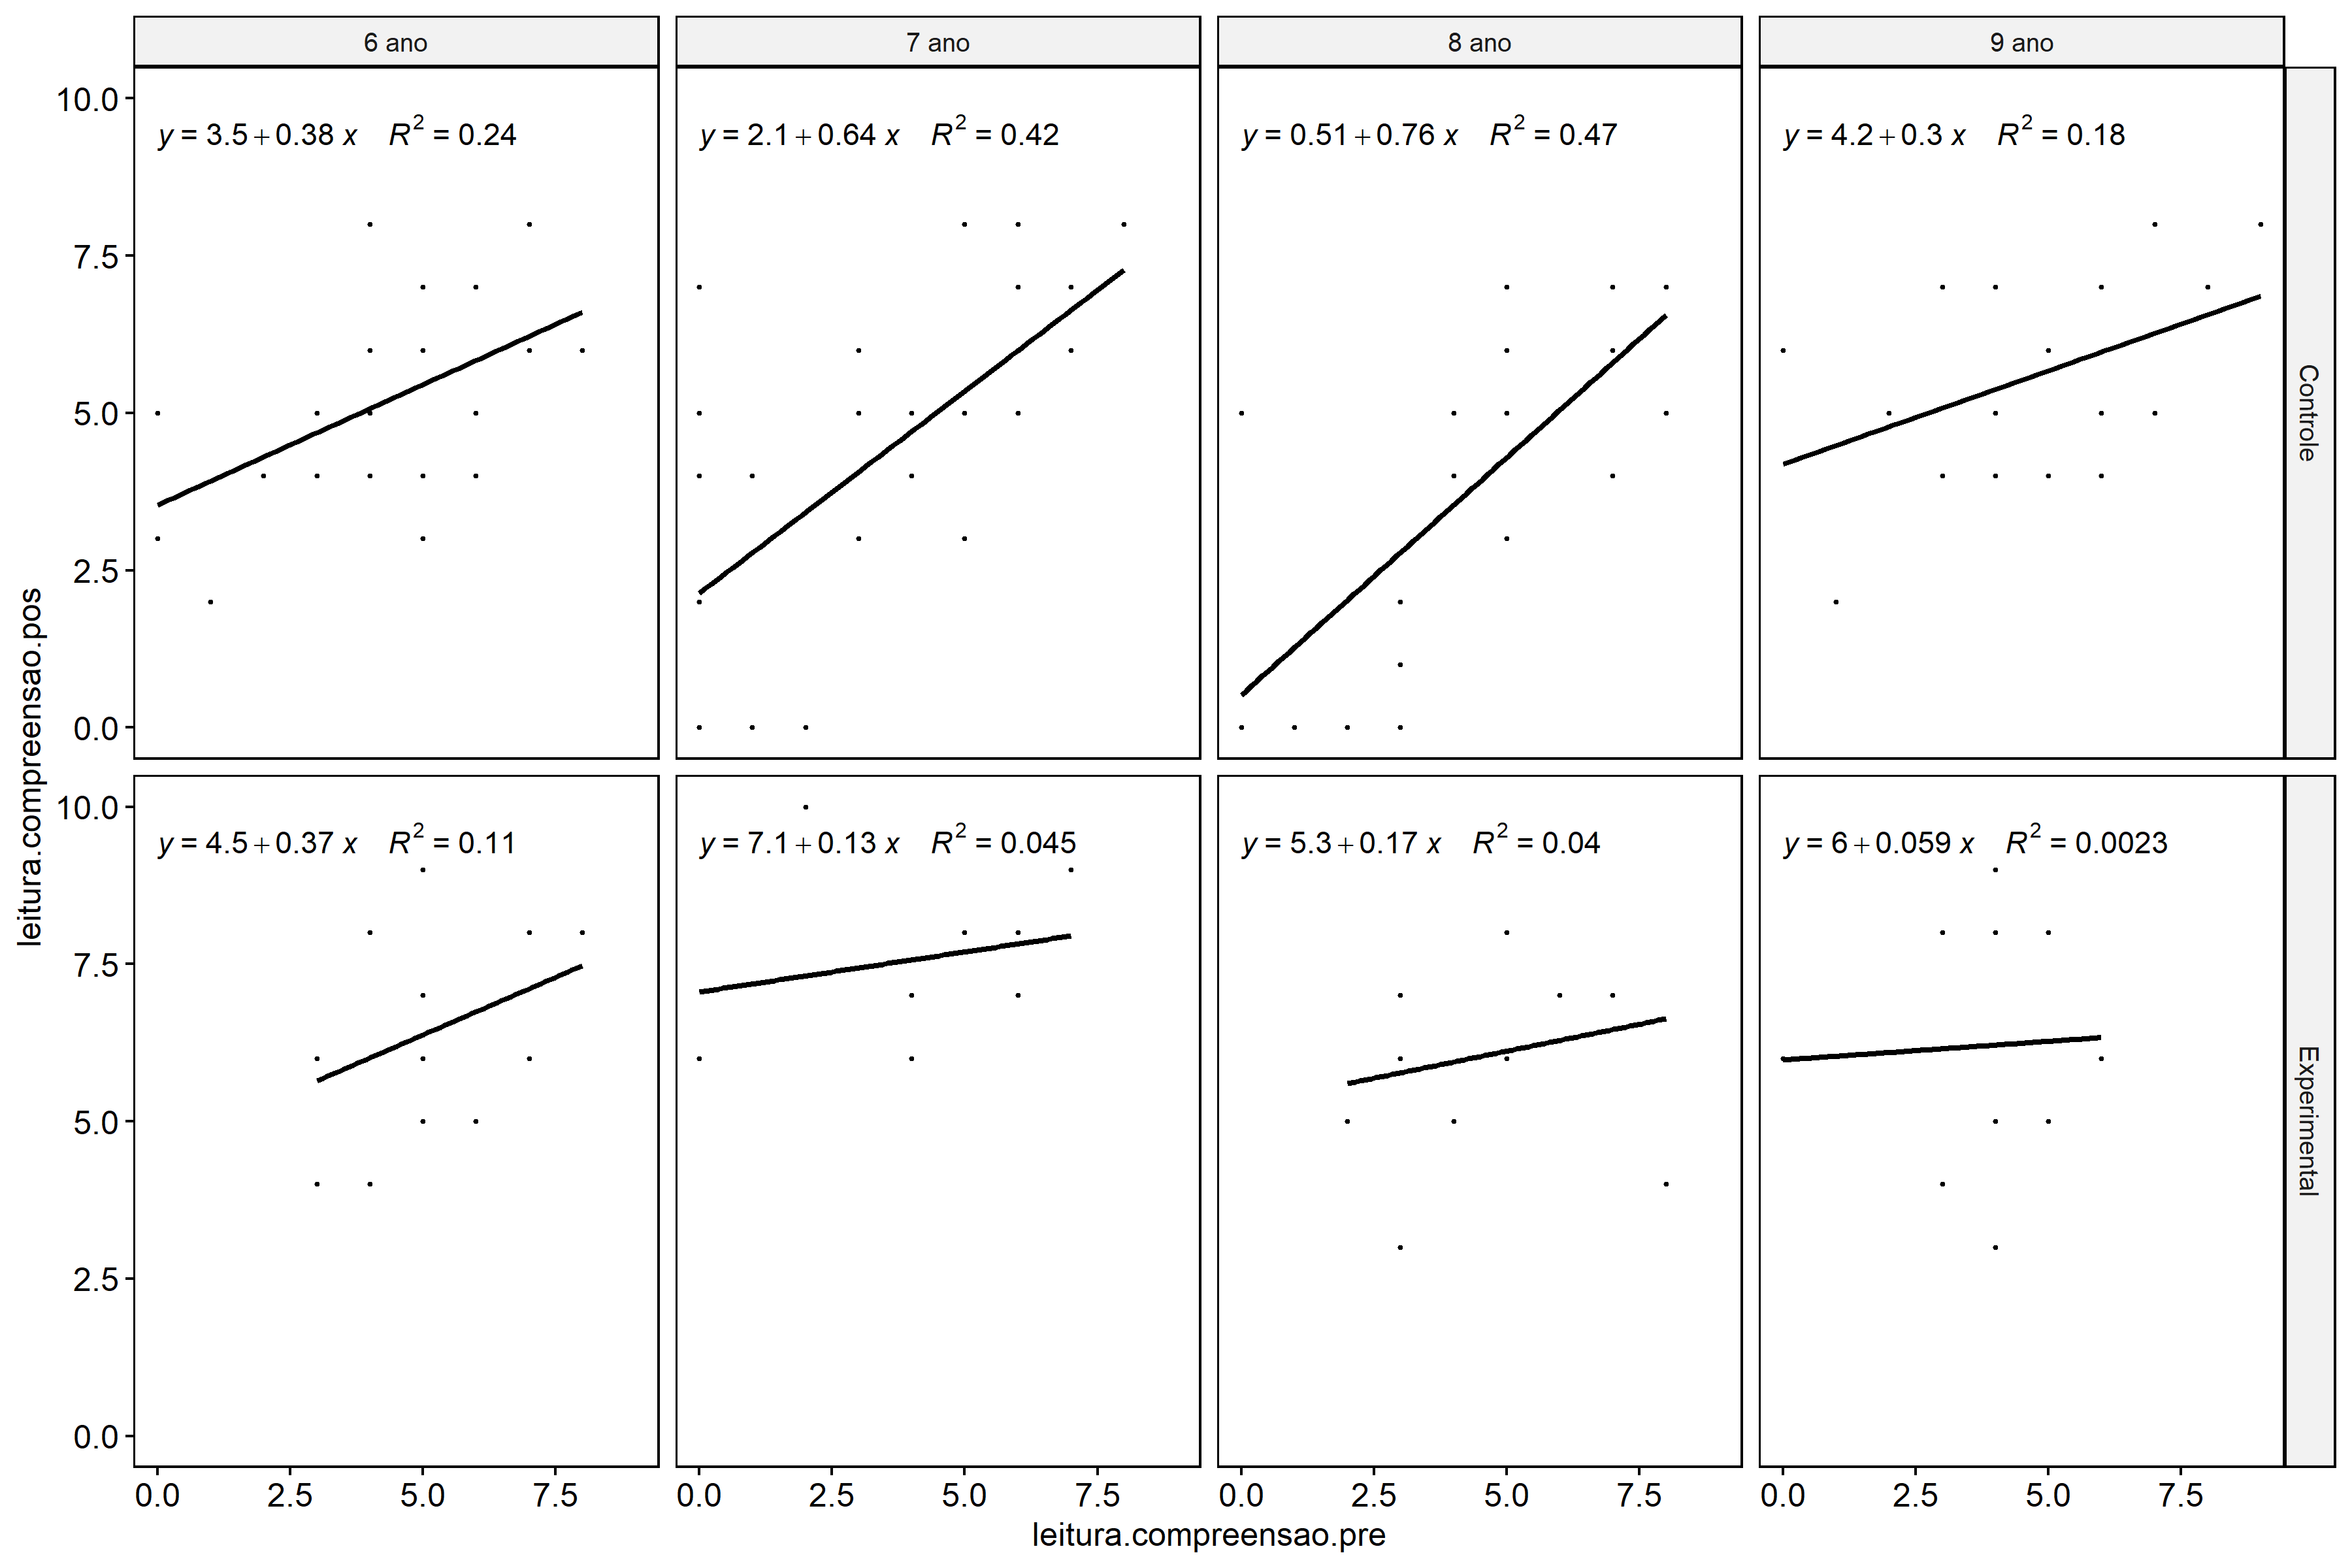 6 ano 7 ano 8 ano 9 ano
10.0
y = 3.5 + 0.38 x R² = 0.24
y = 2.1 + 0.64 x R² = 0.42
y = 0.51 + 0.76 x R² = 0.47
y = 4.2 + 0.3 x R² = 0.18
7.5
5.0
2.5
0.0
Controle
leitura.compreensao.pos
10.0
y = 4.5 + 0.37 x R² = 0.11
y = 7.1 + 0.13 x R² = 0.045
y = 5.3 + 0.17 x R² = 0.04
y = 6 + 0.059 x R² = 0.0023
7.5
5.0
2.5
0.0
Experimental
0.0 2.5 5.0 7.5 0.0 2.5 5.0 7.5 0.0 2.5 5.0 7.5 0.0 2.5 5.0 7.5
leitura.compreensao.pre